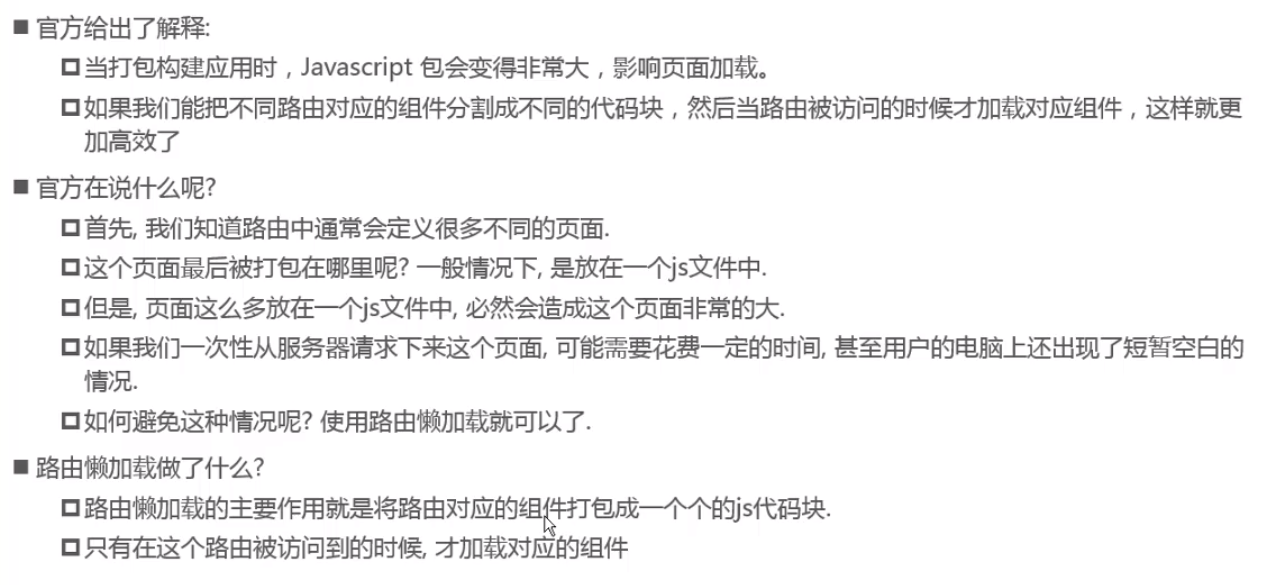 官方给出了解释:
当打包构建应用时，Javascript 包会变得非常大，影响页面加载。
如果我们能把不同路由对应的组件分割成不同的代码块，然后当路由被访问的时候才加载对应组件，这样就更
加高效了
官方在说什么呢?
首先, 我们知道路由中通常会定义很多不同的页面.
这个页面最后被打包在哪里呢? 一般情况下, 是放在一个js文件中.
但是, 页面这么多放在一个js文件中, 必然会造成这个页面非常的大.
如果我们一次性从服务器请求下来这个页面, 可能需要花费一定的时间, 甚至用户的电脑上还出现了短暂空白的
情况.
如何避免这种情况呢? 使用路由懒加载就可以了.
路由懒加载做了什么?
路由懒加载的主要作用就是将路由对应的组件打包成一个个的js代码块.
只有在这个路由被访问到的时候, 才加载对应的组件